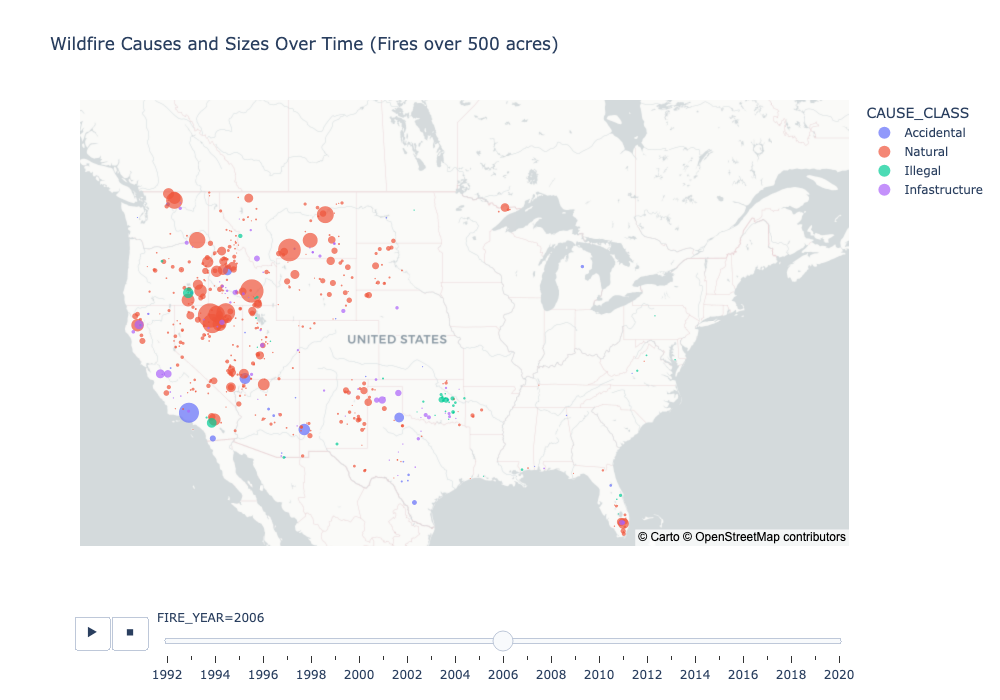 Wildfire Causes and Sizes Over Time (Fires over 500 acres)
CAUSE_CLASS
Accidental
Natural
Illegal
Infastructure
UNITED STATES
© Carto © OpenStreetMap contributors
FIRE_YEAR=2006
1992 1994 1996 1998 2000 2002 2004 2006 2008 2010 2012 2014 2016 2018 2020